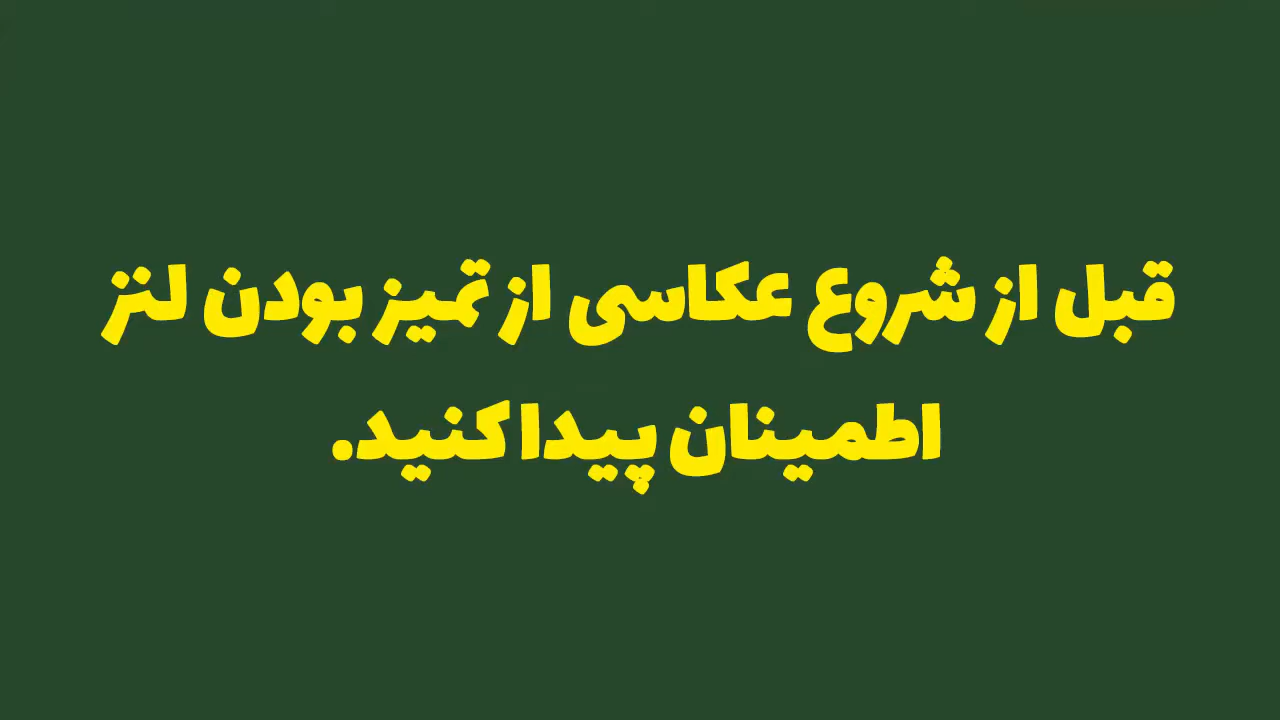 قبل از شروع عکاسی از تمیز بودن لنز
اطمینان پیدا کنید.